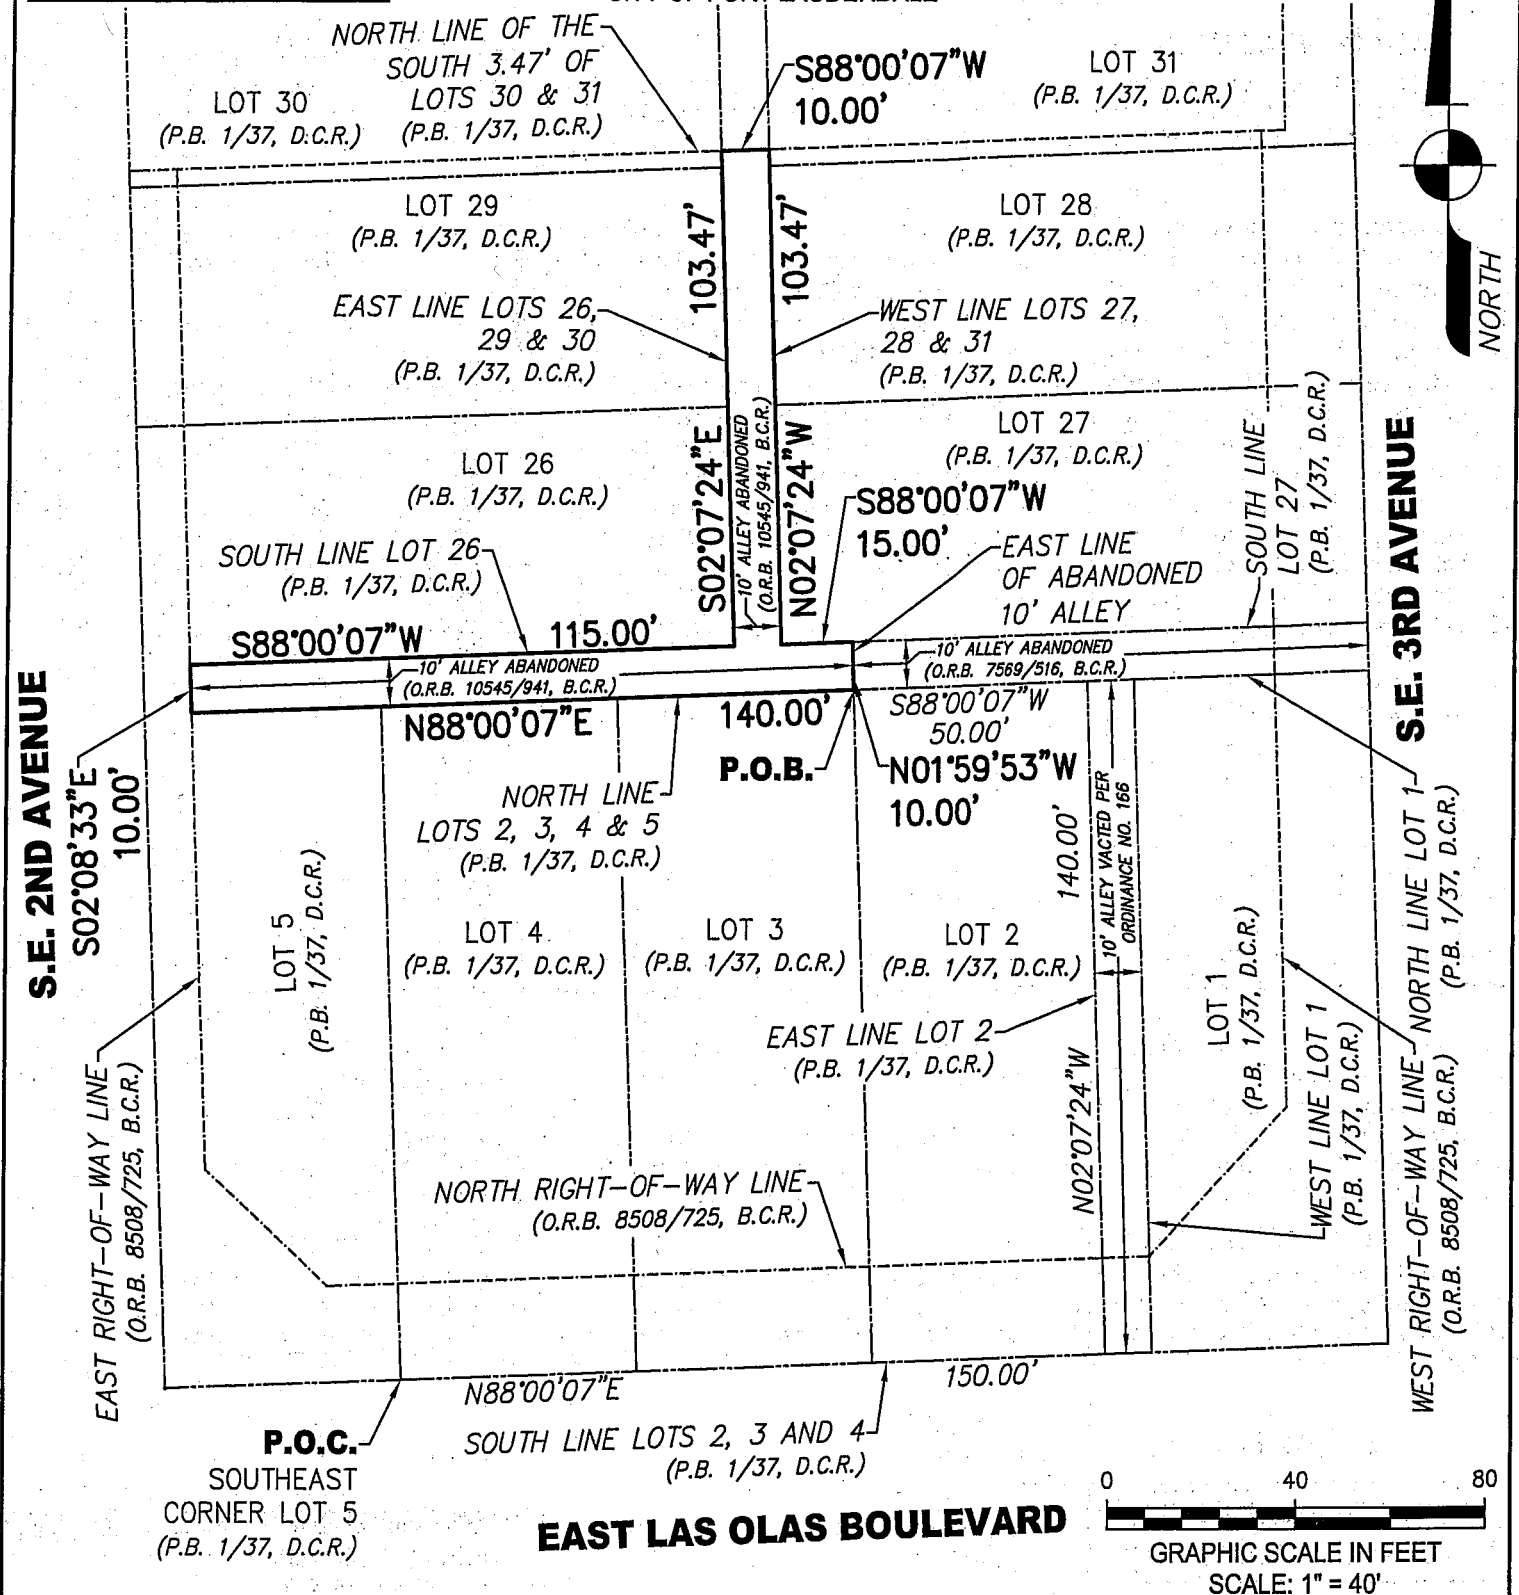 NORTH LINE OF THE
SOUTH 3.47' OF
LOTS 30 & 31
(P.B. 1/37, D.C.R.)
LOT 30
(P.B. 1/37, D.C.R.)
S88°00'07"W
10.00'
LOT 31
(P.B. 1/37, D.C.R.)
LOT 29
(P.B. 1/37, D.C.R.)
103.47'
103.47'
LOT 28
(P.B. 1/37, D.C.R.)
NORTH
EAST LINE LOTS 26,
29 & 30
(P.B. 1/37, D.C.R.)
WEST LINE LOTS 27,
28 & 31
(P.B. 1/37, D.C.R.)
LOT 26
(P.B. 1/37, D.C.R.)
S02°07'24"E
10' ALLEY ABANDONED
(O.R.B. 10545/941, B.C.R.)
N02°07'24"W
LOT 27
(P.B. 1/37, D.C.R.)
S88°00'07"W
15.00'
EAST LINE
OF ABANDONED
10' ALLEY
SOUTH LINE
LOT 27
(P.B. 1/37, D.C.R.)
S.E. 3RD AVENUE
SOUTH LINE LOT 26
(P.B. 1/37, D.C.R.)
S88°00'07"W
115.00'
10' ALLEY ABANDONED
(O.R.B. 10545/941, B.C.R.)
10' ALLEY ABANDONED
(O.R.B. 7569/516, B.C.R.)
N88°00'07"E
140.00'
S88°00'07"W
50.00'
P.O.B.
N01°59'53"W
10.00'
S.E. 2ND AVENUE
S02°08'33"E
10.00'
NORTH LINE
LOTS 2, 3, 4 & 5
(P.B. 1/37, D.C.R.)
140.00'
10' ALLEY VACTED PER
ORDINANCE NO. 166
NORTH LINE LOT 1
(P.B. 1/37, D.C.R.)
LOT 5
(P.B. 1/37, D.C.R.)
LOT 4
(P.B. 1/37, D.C.R.)
LOT 3
(P.B. 1/37, D.C.R.)
LOT 2
(P.B. 1/37, D.C.R.)
LOT 1
(P.B. 1/37, D.C.R.)
EAST LINE LOT 2
(P.B. 1/37, D.C.R.)
N02°07'24"W
WEST LINE LOT 1
(P.B. 1/37, D.C.R.)
EAST RIGHT-OF-WAY LINE
(O.R.B. 8508/725, B.C.R.)
NORTH RIGHT-OF-WAY LINE
(O.R.B. 8508/725, B.C.R.)
WEST RIGHT-OF-WAY LINE
(O.R.B. 8508/725, B.C.R.)
N88°00'07"E
150.00'
P.O.C.
SOUTHEAST
CORNER LOT 5
(P.B. 1/37, D.C.R.)
SOUTH LINE LOTS 2, 3 AND 4
(P.B. 1/37, D.C.R.)
EAST LAS OLAS BOULEVARD
0 40 80
GRAPHIC SCALE IN FEET
SCALE: 1" = 40'